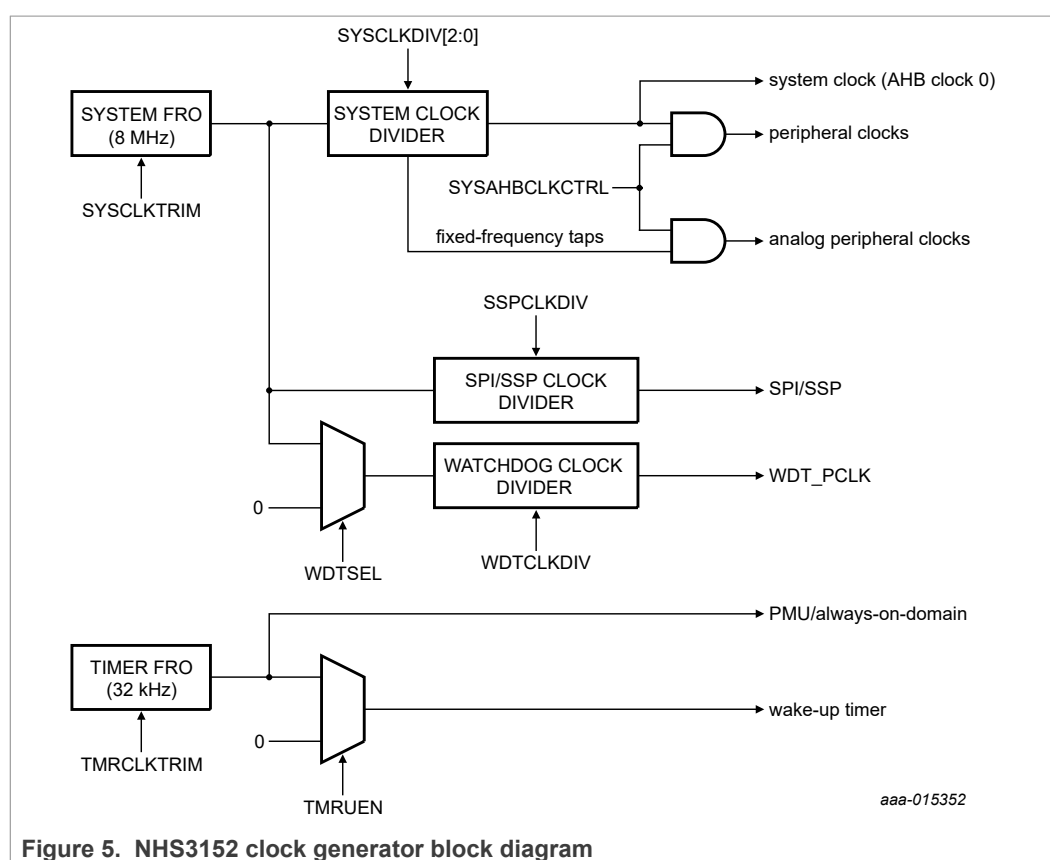 SYSCLKDIV[2:0]
system clock (AHB clock 0)
SYSTEM FRO
(8 MHz)
SYSTEM CLOCK
DIVIDER
peripheral clocks
SYSAHBCLKCTRL
SYSCLKTRIM
fixed-frequency taps
analog peripheral clocks
SSPCLKDIV
SPI/SSP CLOCK
DIVIDER
SPI/SSP
WATCHDOG CLOCK
DIVIDER
WDT_PCLK
0
WDTSEL
WDTCLKDIV
PMU/always-on-domain
TIMER FRO
(32 kHz)
wake-up timer
0
TMRCLKTRIM
TMRUEN
aaa-015352
Figure 5. NHS3152 clock generator block diagram